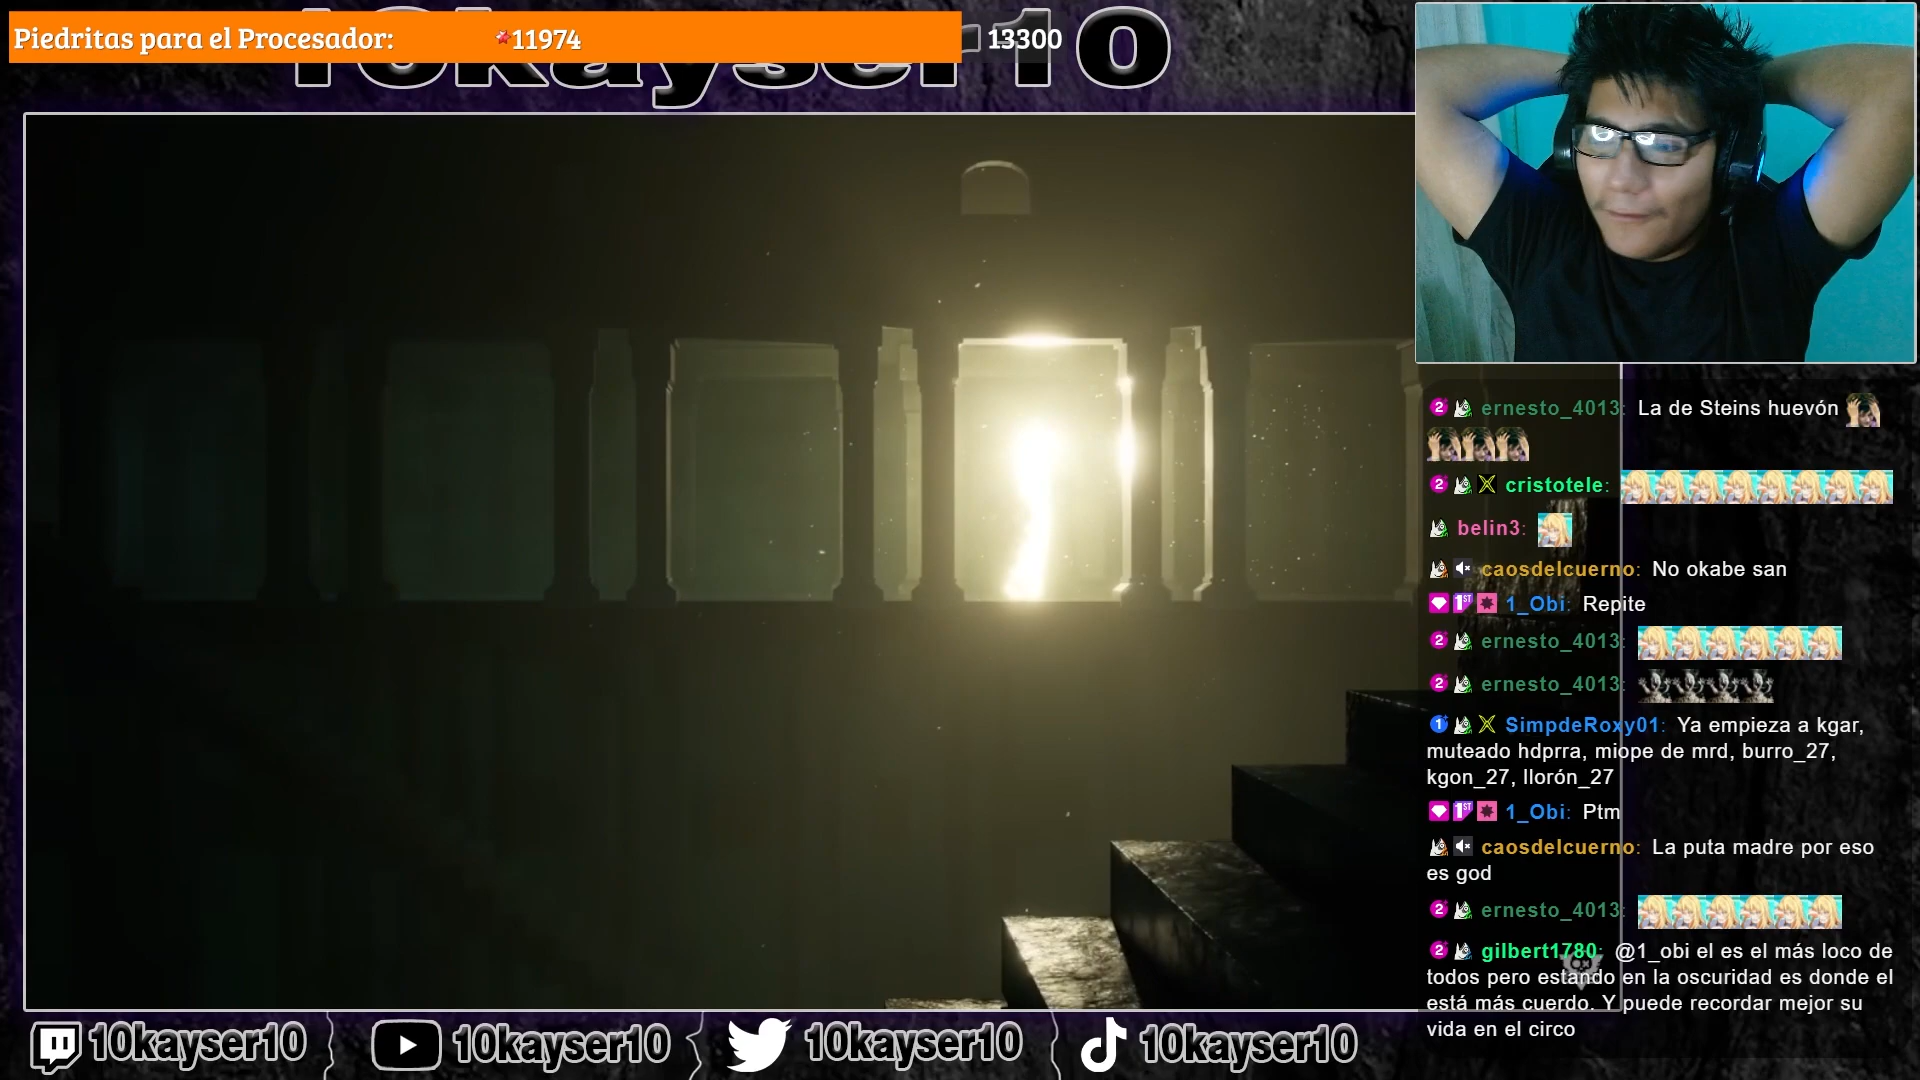 10kayser10
Piedritas para el Procesador:
11974
13300
ernesto_4013: La de Steins huevón
cristotele:
belin3:
caosdelcuerno: No okabe san
1_Obi: Repite
ernesto_4013:
ernesto_4013:
SimpdeRoxy01: Ya empieza a kgar,
muteado hdprra, miope de mrd, burro_27,
kgon_27, llorón_27
1_Obi: Ptm
caosdelcuerno: La puta madre por eso
es god
ernesto_4013:
gilbert1780: @1_obi el es el más loco de
todos pero estando en la oscuridad es donde el
está más cuerdo. Y puede recordar mejor su
vida en el circo
10kayser10
10kayser10
10kayser10
10kayser10